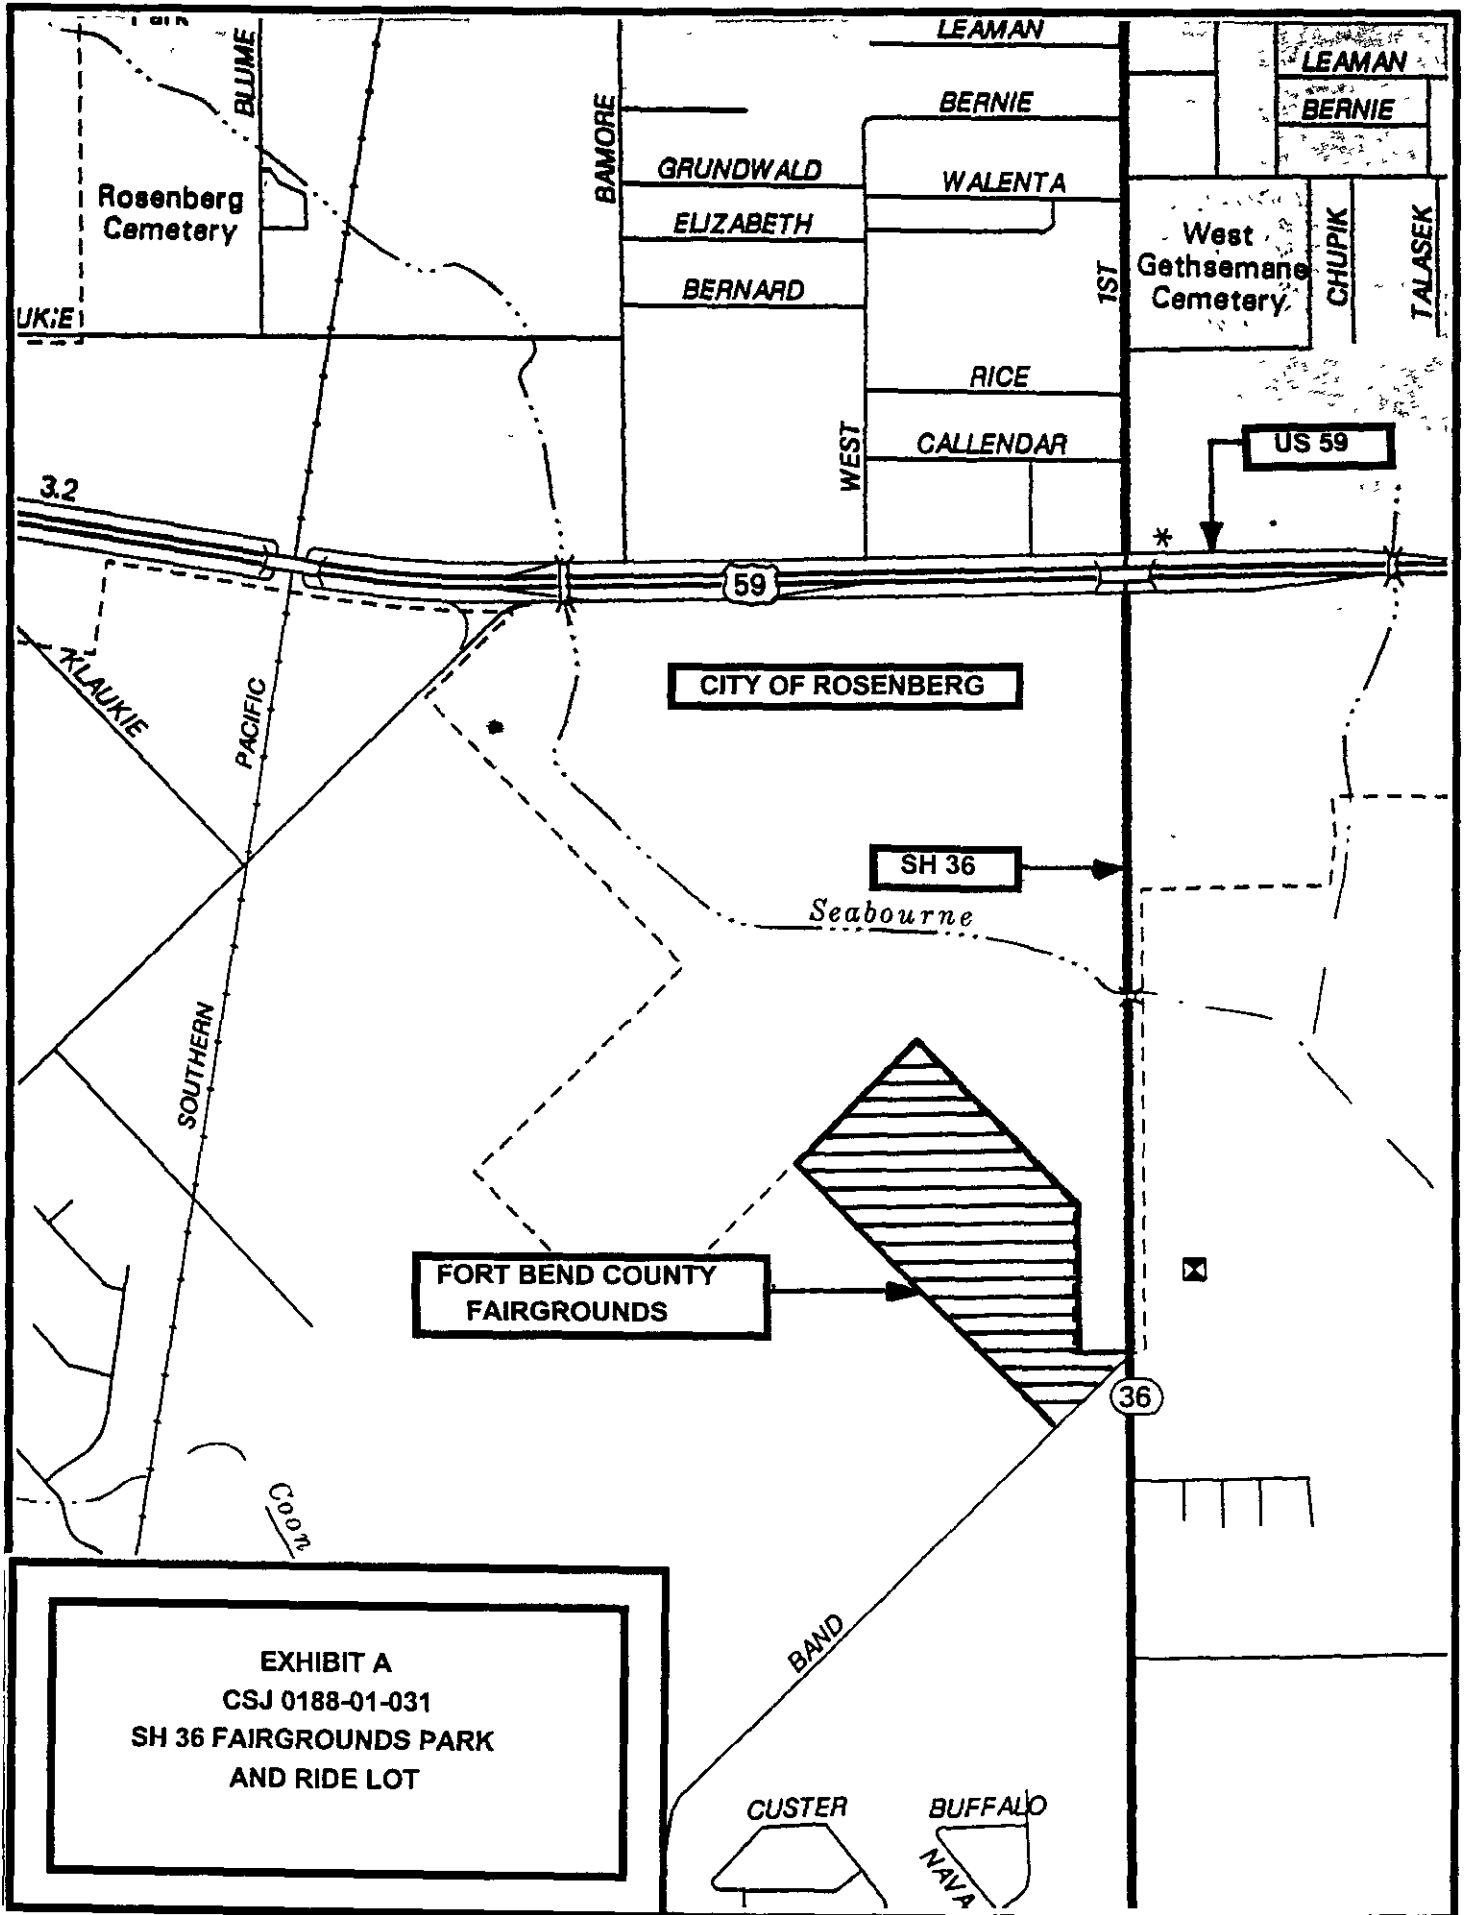 Park
BLUME
BAMORE
LEAMAN
LEAMAN
BERNIE
BERNIE
GRUNDWALD
WALENTA
Rosenberg
Cemetery
ELIZABETH
West
Gethsemane
Cemetery
CHUPIK
TALASEK
BERNARD
1ST
UKIE
RICE
WEST
CALLENDAR
US 59
3.2
59
KLAUKIE
PACIFIC
CITY OF ROSENBERG
SH 36
Seabourne
SOUTHERN
FORT BEND COUNTY
FAIRGROUNDS
36
Coon
BAND
EXHIBIT A
CSJ 0188-01-031
SH 36 FAIRGROUNDS PARK
AND RIDE LOT
CUSTER
BUFFALO
NAVA